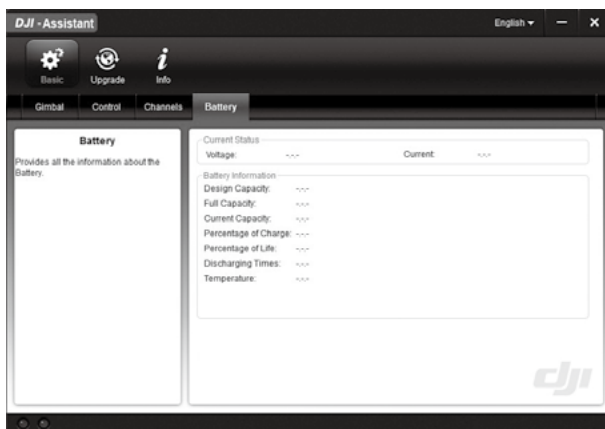 DJI - Assistant English
Basic Upgrade Info
Gimbal Control Channels Battery
Battery
Provides all the information about the
Battery.
Current Status
Voltage: -.-.- Current: -.-.-
Battery Information
Design Capacity: -.-.-
Full Capacity: -.-.-
Current Capacity: -.-.-
Percentage of Charge: -.-.-
Percentage of Life: -.-.-
Discharging Times: -.-.-
Temperature: -.-.-
dji